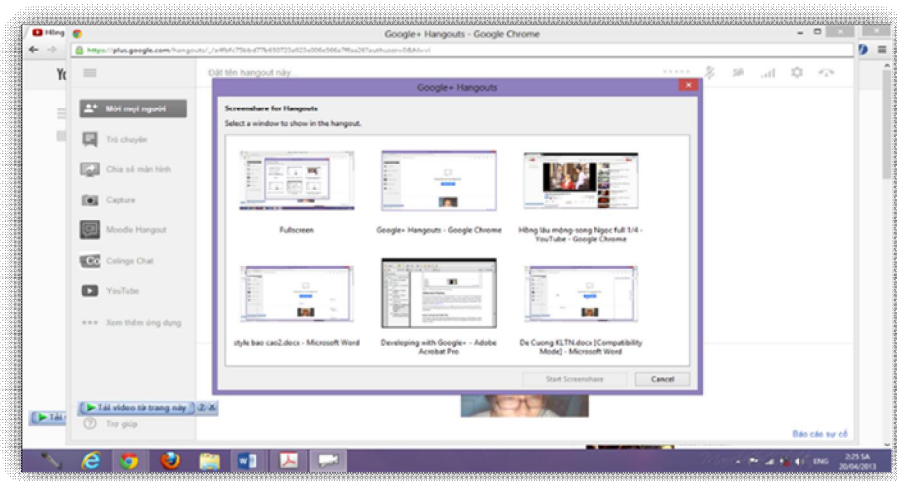 Hồng
Google+ Hangouts - Google Chrome
Đặt tên hangout này
Google+ Hangouts
Screenshare for Hangouts
Select a window to show in the hangout.
Mời mọi người
Trò chuyện
Chia sẻ màn hình
Capture
Moodle Hangout
Colinga Chat
YouTube
Xem thêm ứng dụng
Fullscreen
Google+ Hangouts - Google Chrome
Hồng lâu mộng-song Ngọc full 1/4 -
YouTube - Google Chrome
style bao cao2.docx - Microsoft Word
Developing with Google+ - Adobe
Acrobat Pro
De Cuong KLTN.docx [Compatibility
Mode] - Microsoft Word
Start Screenshare
Cancel
Tải video từ trang này
Tải
Trợ giúp
Báo cáo sự cố
ENG
2:25 SA
20/04/2013